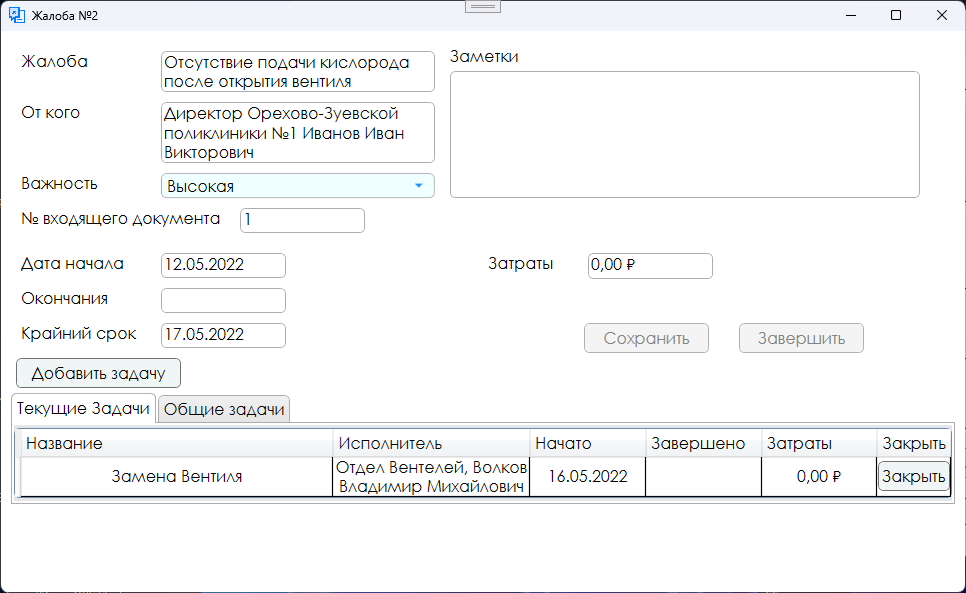 Жалоба №2
Жалоба
Отсутствие подачи кислорода
после открытия вентиля
Заметки
От кого
Директор Орехово-Зуевской
поликлиники №1 Иванов Иван
Викторович
Важность
Высокая
№ входящего документа
1
Дата начала
12.05.2022
Затраты
0,00 ₽
Окончания
Крайний срок
17.05.2022
Сохранить
Завершить
Добавить задачу
Текущие Задачи
Общие задачи
Название
Исполнитель
Начато
Завершено
Затраты
Закрыть
Замена Вентиля
Отдел Вентелей, Волков
Владимир Михайлович
16.05.2022
0,00 ₽
Закрыть